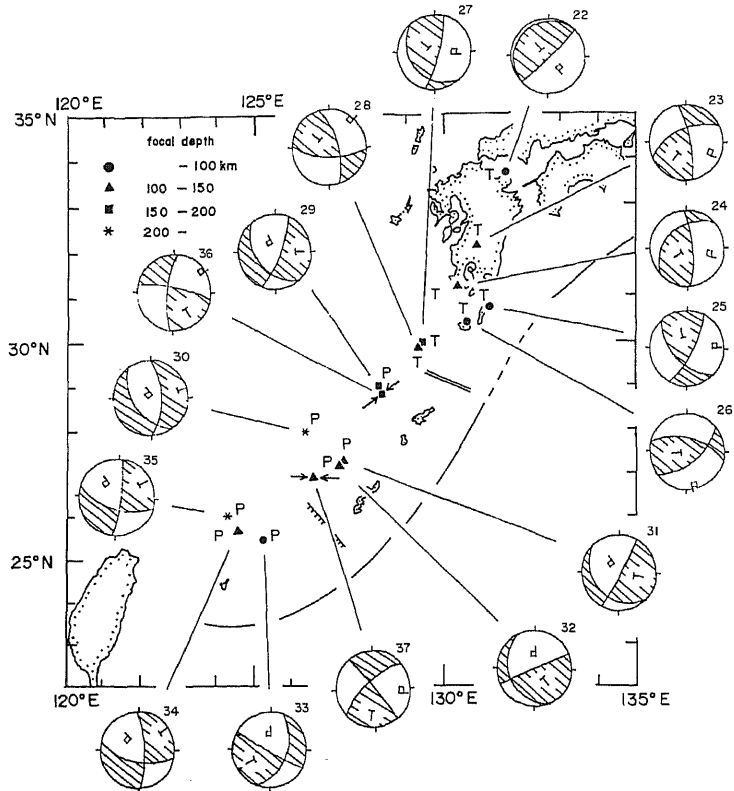 27
22
120°E
125°E
28
35°N
focal depth
– 100 km
100 – 150
150 – 200
200 –
23
29
24
36
25
30°N
30
26
35
31
25°N
32
37
120°E
130°E
135°E
34
33
T
T
T
T
T
T
T
P
P
P
P
P
P
P
T
P
T
P
T
P
T
P
T
P
T
P
T
P
T
P
T
P
T
P
T
P
T
P
T
P
T
P
T
P
T
P
T
P